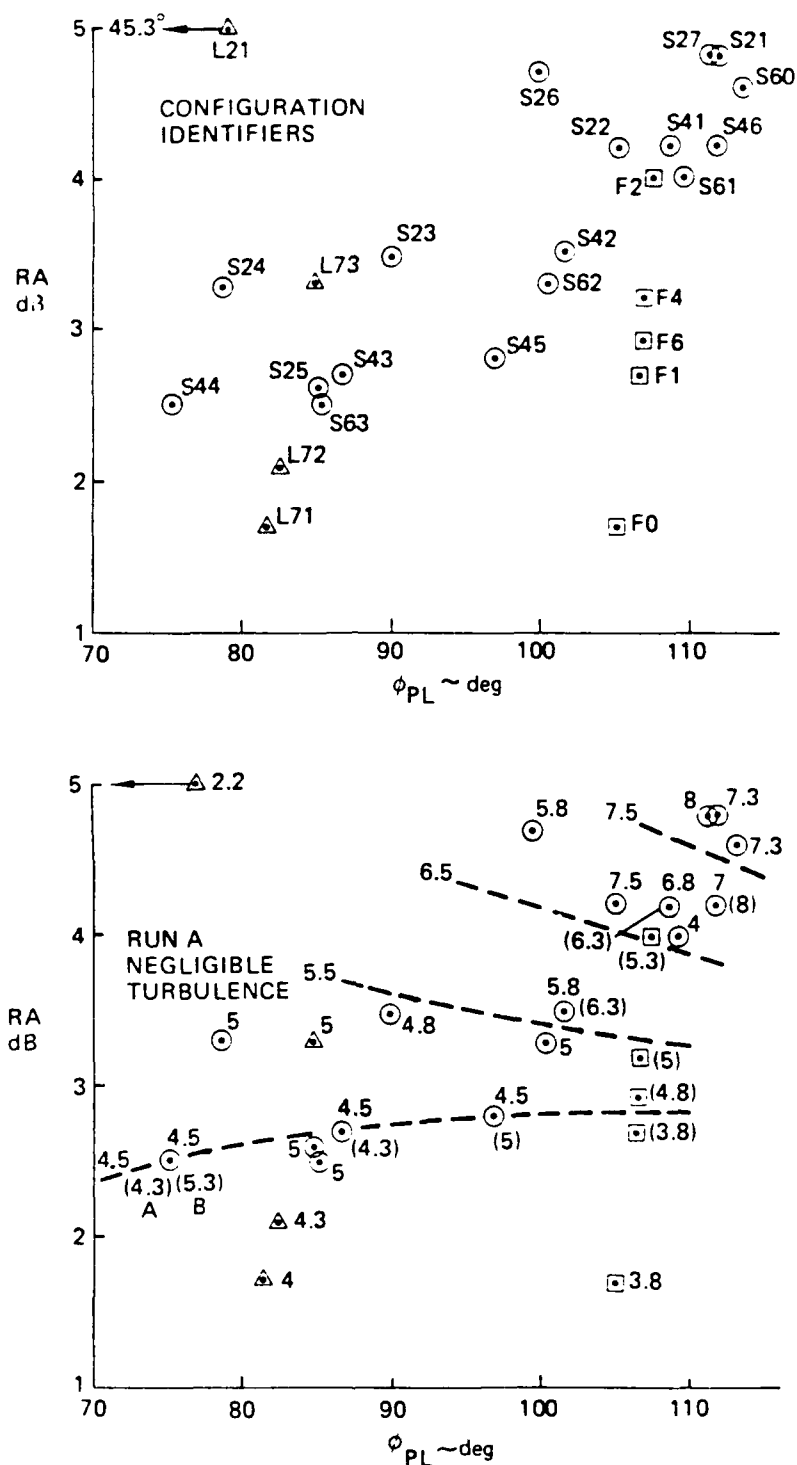 5
45.3°
L21
S27
S21
S60
S26
CONFIGURATION
IDENTIFIERS
S22
S41
S46
4
F2
S61
S23
S42
S24
L73
S62
RA
dB
F4
3
F6
S45
S25
S43
F1
S44
S63
L72
2
L71
F0
1
70
80
90
100
110
ϕPL ~ deg
5
2.2
5.8
7.5
8
7.3
7.3
6.5
7.5
6.8
7
(8)
4
RUN A
NEGLIGIBLE
TURBULENCE
(6.3)
(5.3)
4
5.5
5.8
(6.3)
RA
dB
5
5
4.8
5
(5)
3
4.5
4.5
(4.8)
4.5
4.5
5
(4.3)
(5)
(3.8)
(4.3)
(5.3)
5
A
B
2
4.3
4
3.8
1
70
80
90
100
110
ϕPL ~deg